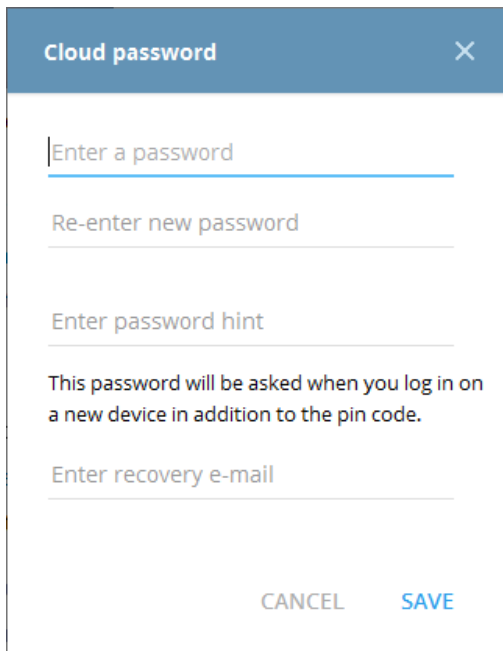 Cloud password
Enter a password
Re-enter new password
Enter password hint
This password will be asked when you log in on
a new device in addition to the pin code.
Enter recovery e-mail
CANCEL SAVE